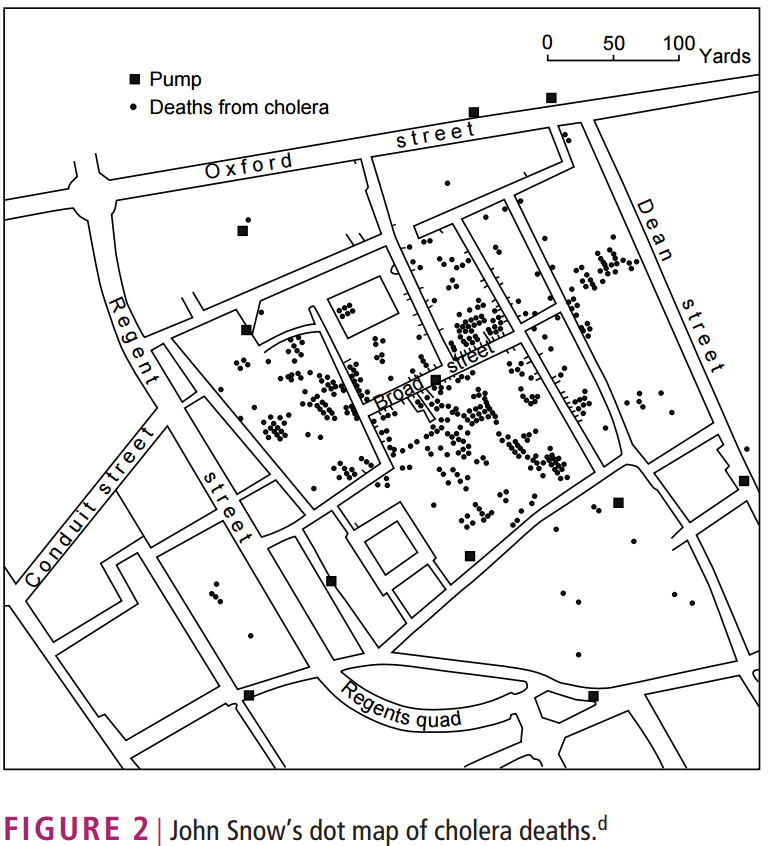 0 50 100
Yards
Pump
Deaths from cholera
Oxford street
Dean street
Regent street
Broad street
Conduit street
Regents quad
FIGURE 2 | John Snow’s dot map of cholera deaths.d